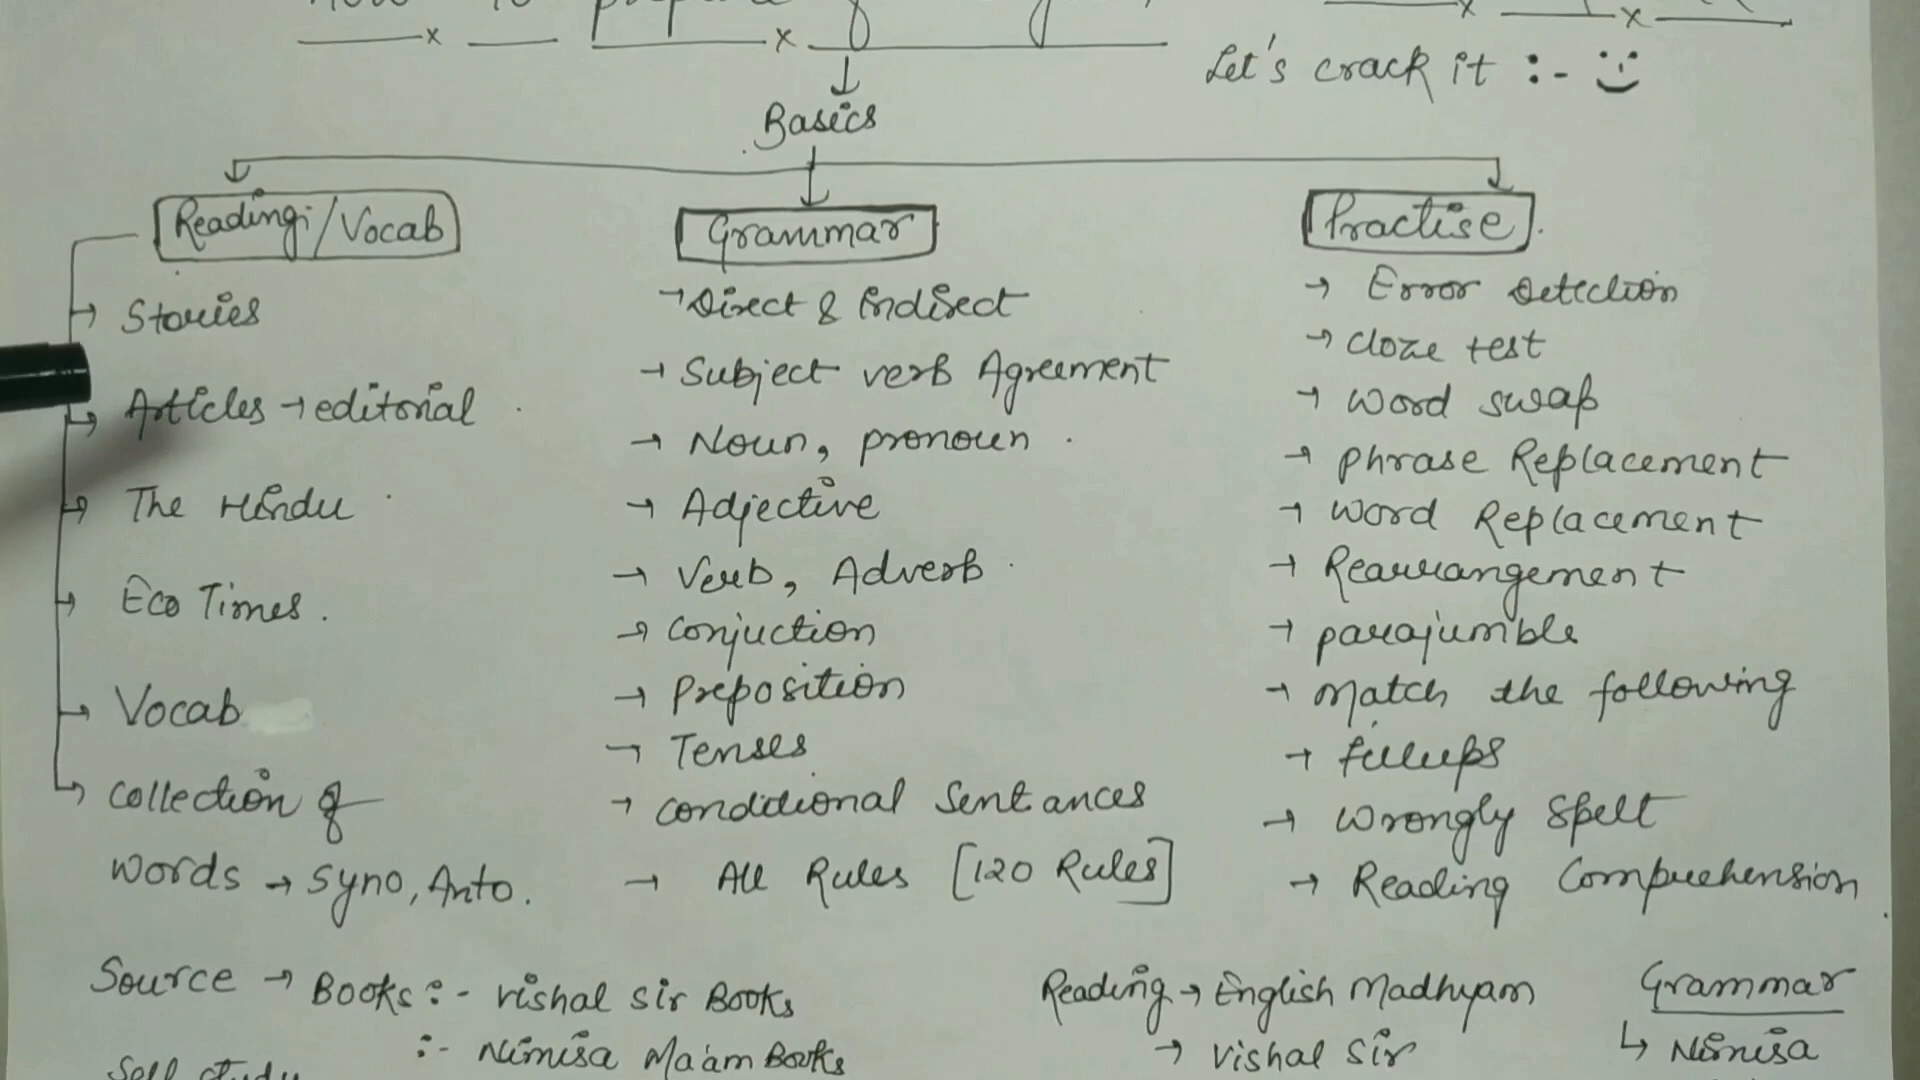 Let's crack it :-
Basics
Reading:/Vocab
Grammar
Practise
→ Stories
→ Articles → editorial
→ The Hindu
→ Eco Times.
→ Vocab
→ Collection of
words → Syno, Anto.
→ Direct & indirect
→ Subject verb Agreement
→ Noun, pronoun
→ Adjective
→ Verb, Adverb
→ Conjuction
→ Preposition
→ Tenses
→ Conditional Sentances
→ All Rules [120 Rules]
→ Error Detection
→ cloze test
→ word swap
→ phrase Replacement
→ word Replacement
→ Rearrangement
→ parajumble
→ match the following
→ fillups
→ wrongly spelt
→ Reading Comprehension
Source → Books :- vishal sir Books
:- Nimisa Ma'am Books
Self study
Reading → English Madhyam
→ vishal sir
Grammar
↳ Nimisa